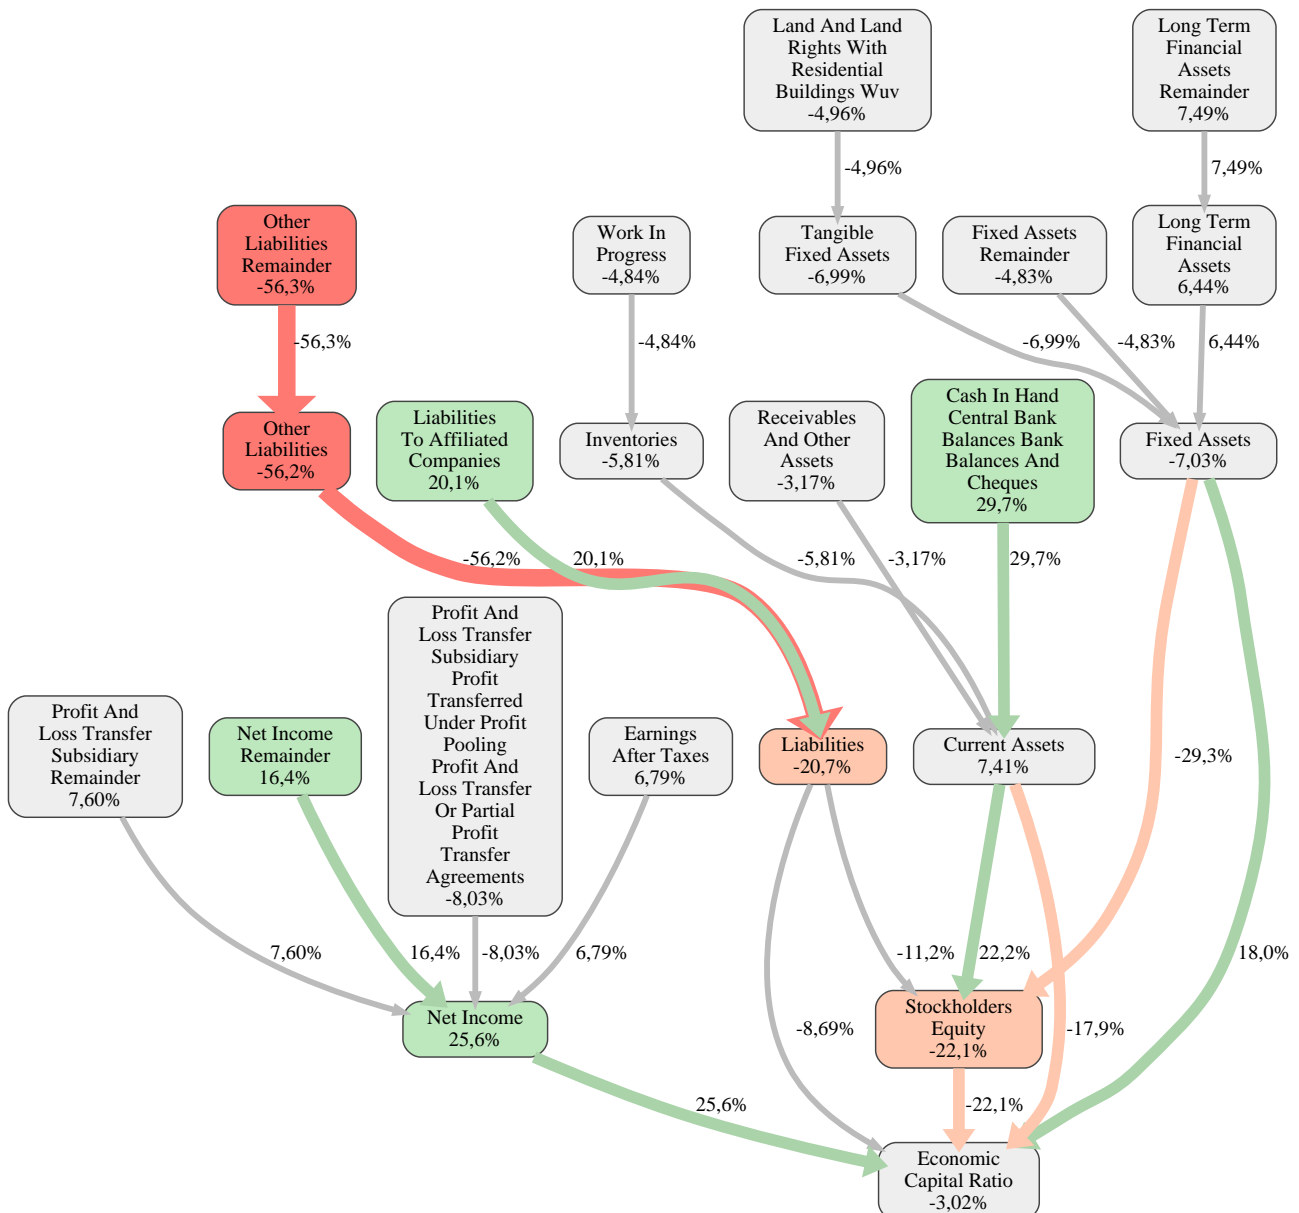 Land And Land
Rights With
Residential
Buildings Wuv
-4,96%
Long Term
Financial
Assets
Remainder
7,49%
-4,96%
7,49%
Other
Liabilities
Remainder
-56,3%
Work In
Progress
-4,84%
Tangible
Fixed Assets
-6,99%
Fixed Assets
Remainder
-4,83%
Long Term
Financial
Assets
6,44%
-56,3%
-4,84%
-6,99%
-4,83%
6,44%
Other
Liabilities
-56,2%
Liabilities
To Affiliated
Companies
20,1%
Inventories
-5,81%
Receivables
And Other
Assets
-3,17%
Cash In Hand
Central Bank
Balances Bank
Balances And
Cheques
29,7%
Fixed Assets
-7,03%
-56,2%
20,1%
-5,81%
-3,17%
29,7%
Profit And
Loss Transfer
Subsidiary
Remainder
7,60%
Net Income
Remainder
16,4%
Profit And
Loss Transfer
Subsidiary
Profit
Transferred
Under Profit
Pooling
Profit And
Loss Transfer
Or Partial
Profit
Transfer
Agreements
-8,03%
Earnings
After Taxes
6,79%
Liabilities
-20,7%
Current Assets
7,41%
-29,3%
7,60%
16,4%
-8,03%
6,79%
-11,2%
22,2%
18,0%
Net Income
25,6%
Stockholders
Equity
-22,1%
-8,69%
-17,9%
25,6%
-22,1%
Economic
Capital Ratio
-3,02%